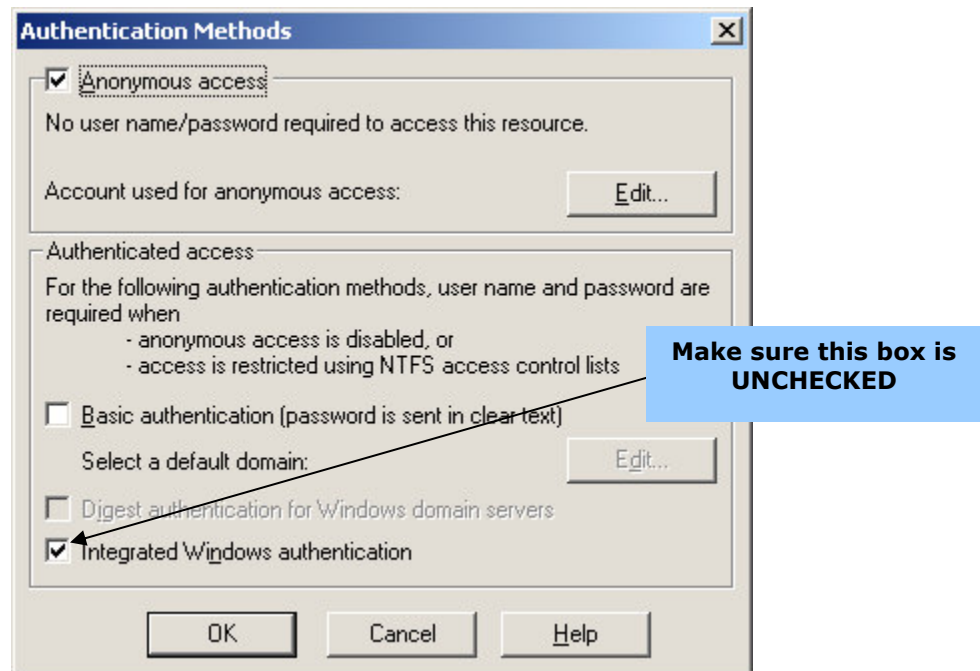 Authentication Methods
Anonymous access
No user name/password required to access this resource.
Account used for anonymous access:
Edit...
Authenticated access
For the following authentication methods, user name and password are
required when
- anonymous access is disabled, or
- access is restricted using NTFS access control lists
Make sure this box is
UNCHECKED
Basic authentication (password is sent in clear text)
Select a default domain:
Edit...
Digest authentication for Windows domain servers
Integrated Windows authentication
OK
Cancel
Help